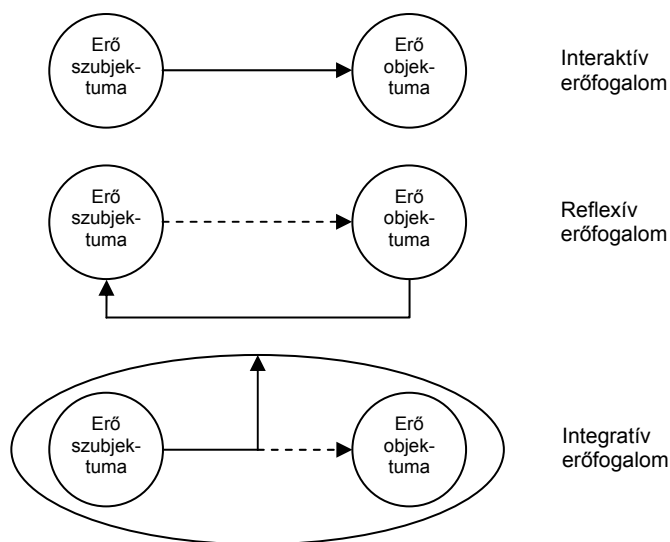 Erő
szubjek-
tuma
Erő
objek-
tuma
Interaktív
erőfogalom
Erő
szubjek-
tuma
Erő
objek-
tuma
Reflexív
erőfogalom
Erő
szubjek-
tuma
Erő
objek-
tuma
Integratív
erőfogalom